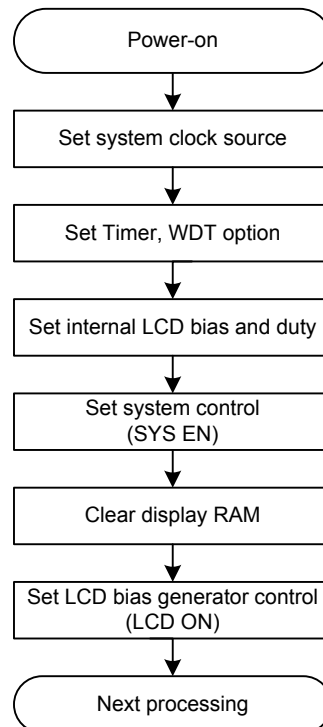 Power-on
Set system clock source
Set Timer, WDT option
Set internal LCD bias and duty
Set system control
(SYS EN)
Clear display RAM
Set LCD bias generator control
(LCD ON)
Next processing